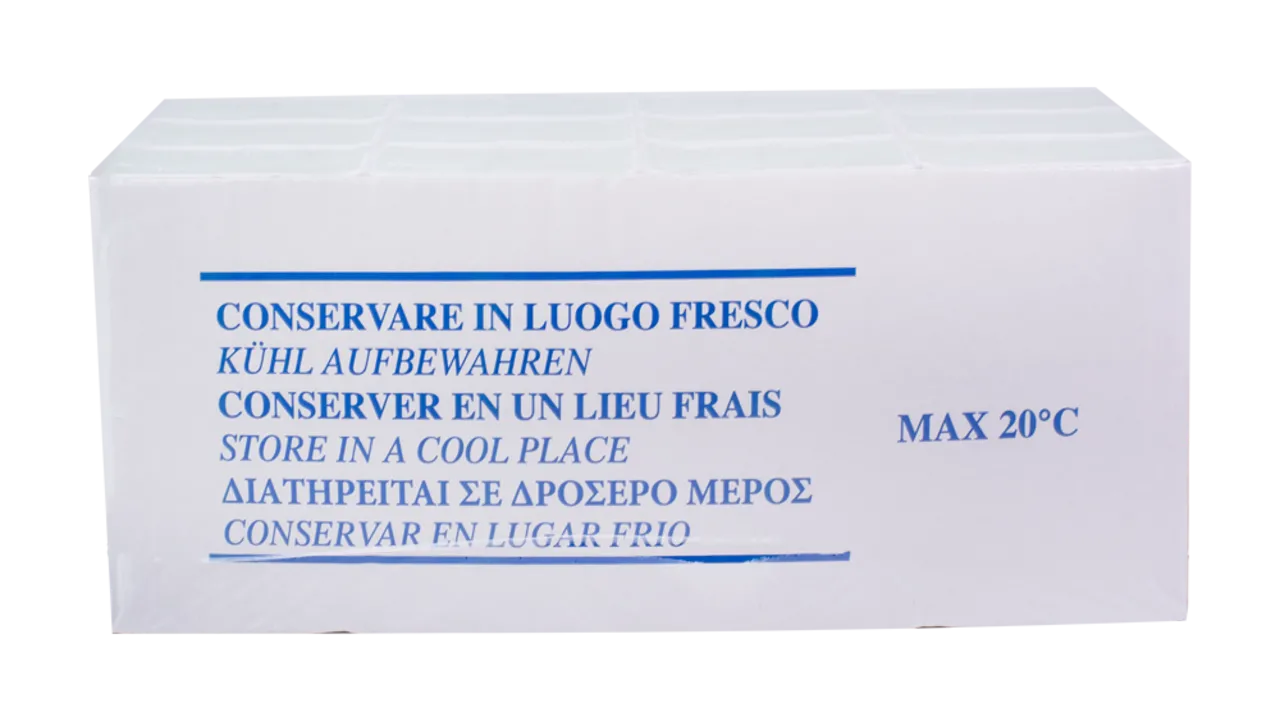 CONSERVARE IN LUOGO FRESCO
KÜHL AUFBEWAHREN
CONSERVER EN UN LIEU FRAIS
STORE IN A COOL PLACE
ΔΙΑΤΗΡΕΙΤΑΙ ΣΕ ΔΡΟΣΕΡΟ ΜΕΡΟΣ
CONSERVAR EN LUGAR FRIO
MAX 20°C